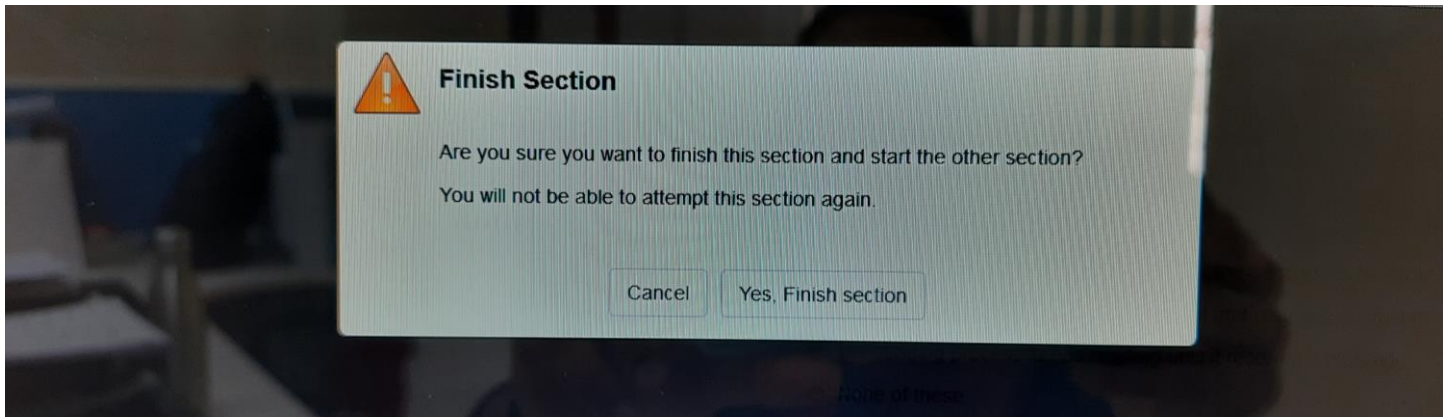 Finish Section
Are you sure you want to finish this section and start the other section?
You will not be able to attempt this section again.
Cancel
Yes, Finish section
None of these